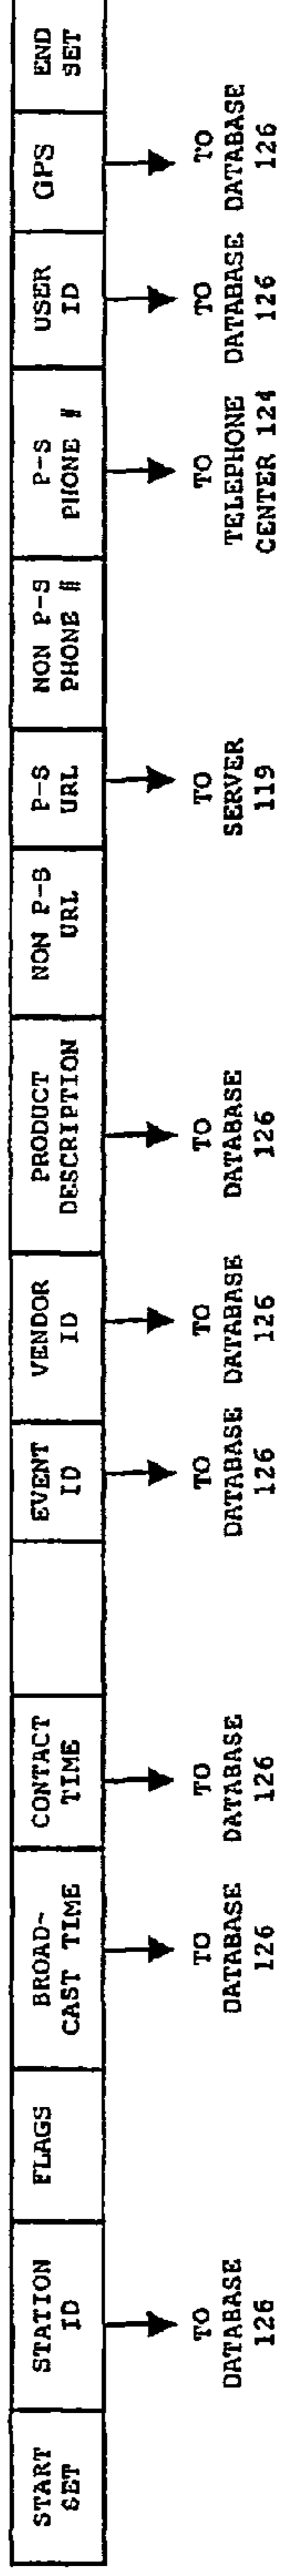 START
SET
STATION
ID
FLAGS
BROAD-
CAST TIME
CONTACT
TIME
EVENT
ID
VENDOR
ID
PRODUCT
DESCRIPTION
NON P-S
URL
P-S
URL
NON P-S
PHONE #
P-S
PHONE #
USER
ID
GPS
END
SET
TO
DATABASE
126
TO
DATABASE
126
TO
DATABASE
126
TO
DATABASE
126
TO
DATABASE
126
TO
DATABASE
126
TO
SERVER
119
TO
TELEPHONE
CENTER 124
TO
DATABASE
126
TO
DATABASE
126